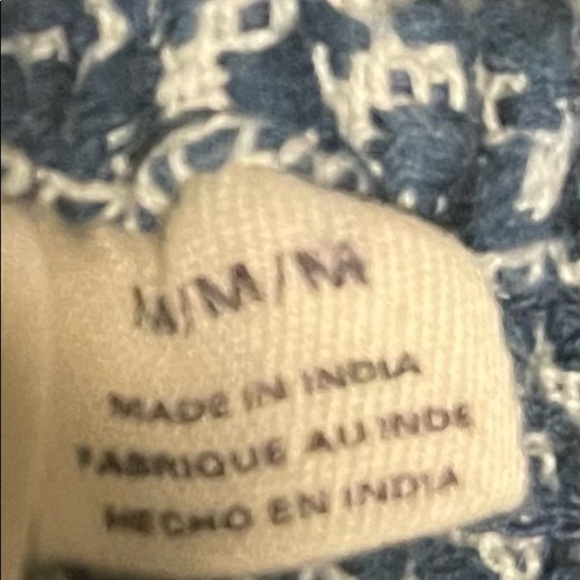 M/M/M
MADE IN INDIA
FABRIQUE AU INDE
HECHO EN INDIA